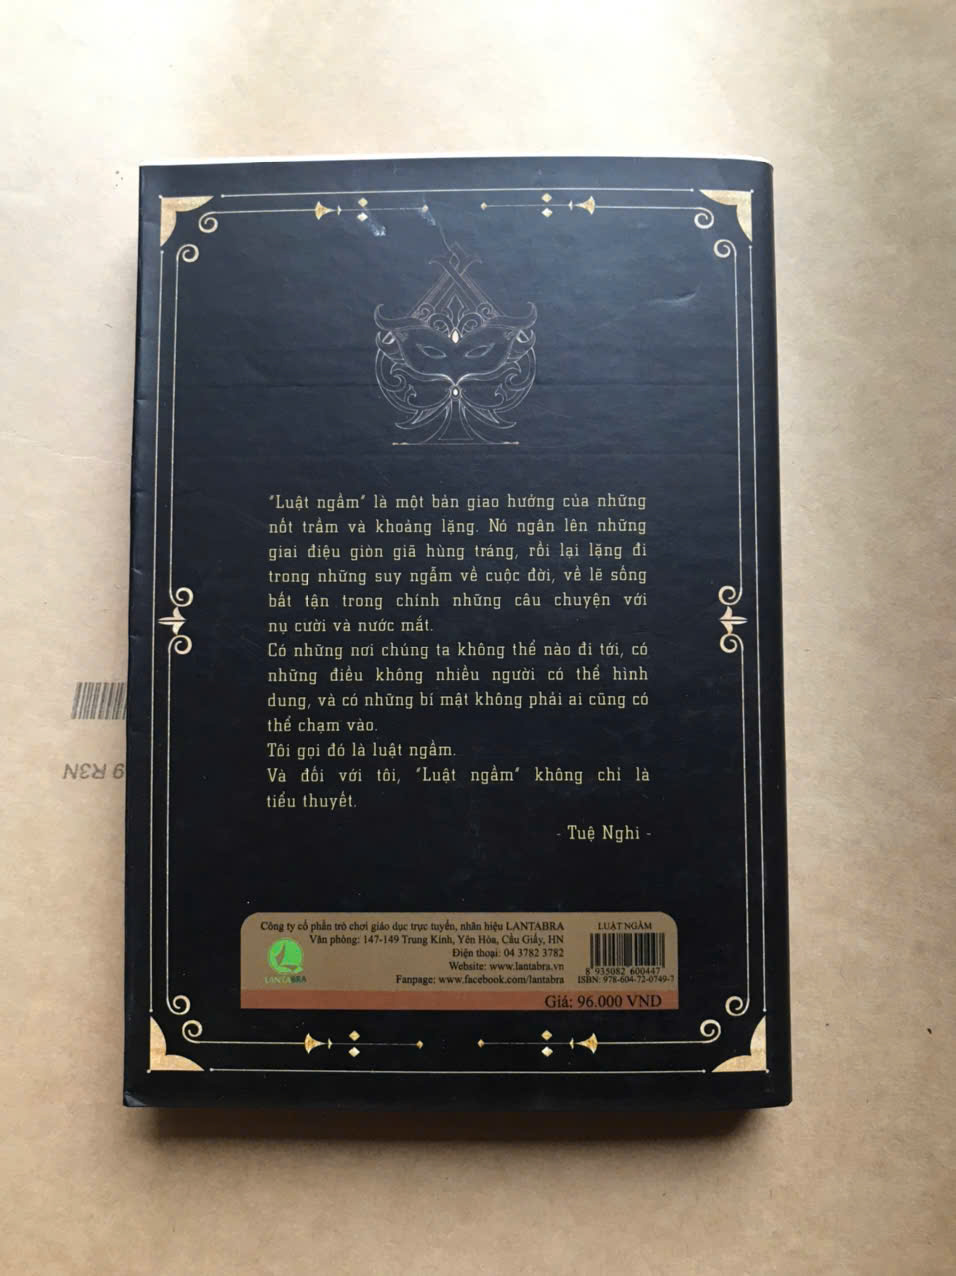 "Luật ngầm" là một bản giao hưởng của những
nốt trầm và khoảng lặng. Nó ngân lên những
giai điệu giòn giã hùng tráng, rồi lại lặng đi
trong những suy ngẫm về cuộc đời, về lẽ sống
bất tận trong chính những câu chuyện với
nụ cười và nước mắt.
Có những nơi chúng ta không thể nào đi tới, có
những điều không nhiều người có thể hình
dung, và có những bí mật không phải ai cũng có
thể chạm vào.
Tôi gọi đó là luật ngầm.
Và đối với tôi, "Luật ngầm" không chỉ là
tiểu thuyết.
- Tuệ Nghi -
Công ty cổ phần trò chơi giáo dục trực tuyến, nhãn hiệu LANTABRA
Văn phòng: 147-149 Trung Kính, Yên Hòa, Cầu Giấy, HN
Điện thoại: 04 3782 3782
Website: www.lantabra.vn
Fanpage: www.facebook.com/lantabra
LANTABRA
LUẬT NGẦM
8 935082 600447
ISBN: 978-604-72-0749-7
Giá: 96.000 VND
9 R3N